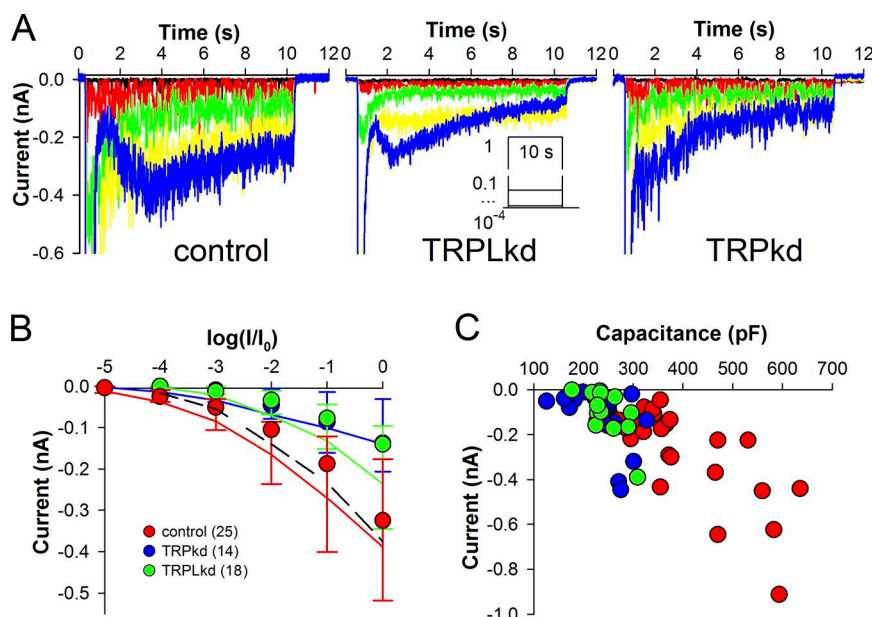 A
Time (s) Time (s) Time (s)
0 2 4 6 8 10 120 2 4 6 8 10 120 2 4 6 8 10 12
Current (nA)
0.0
-0.2
-0.4
-0.6
1
10 s
0.1
...
10⁻⁴
control TRPLkd TRPkd
B
log(I/I₀)
-5 -4 -3 -2 -1 0
Current (nA)
0.0
-0.1
-0.2
-0.3
-0.4
-0.5
control (25)
TRPkd (14)
TRPLkd (18)
C
Capacitance (pF)
100 200 300 400 500 600 700
Current (nA)
0.0
-0.2
-0.4
-0.6
-0.8
-1.0